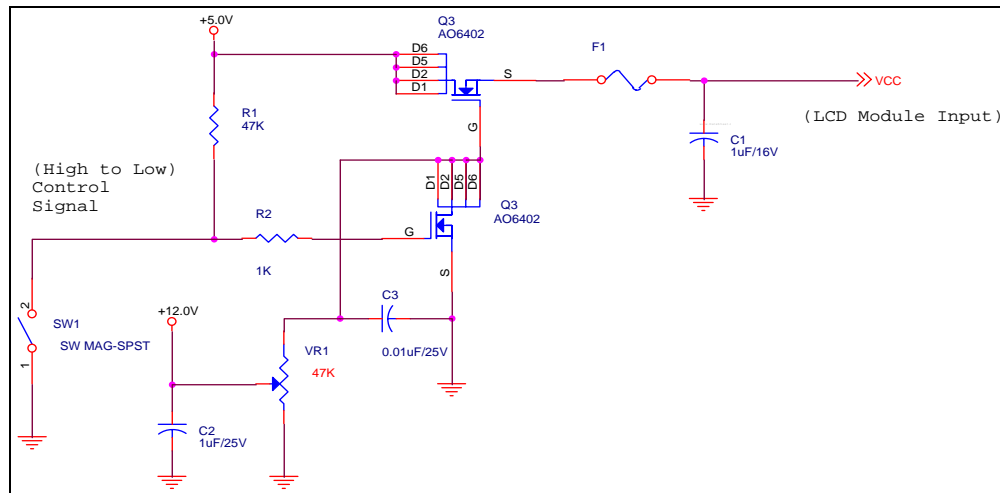 +5.0V
Q3
AO6402
D6
D5
D2
D1
S
G
F1
VCC
(LCD Module Input)
C1
1uF/16V
R1
47K
(High to Low)
Control
Signal
D1
D2
D5
D6
Q3
AO6402
G
S
R2
1K
+12.0V
2
SW1
SW MAG-SPST
1
C3
0.01uF/25V
VR1
47K
C2
1uF/25V